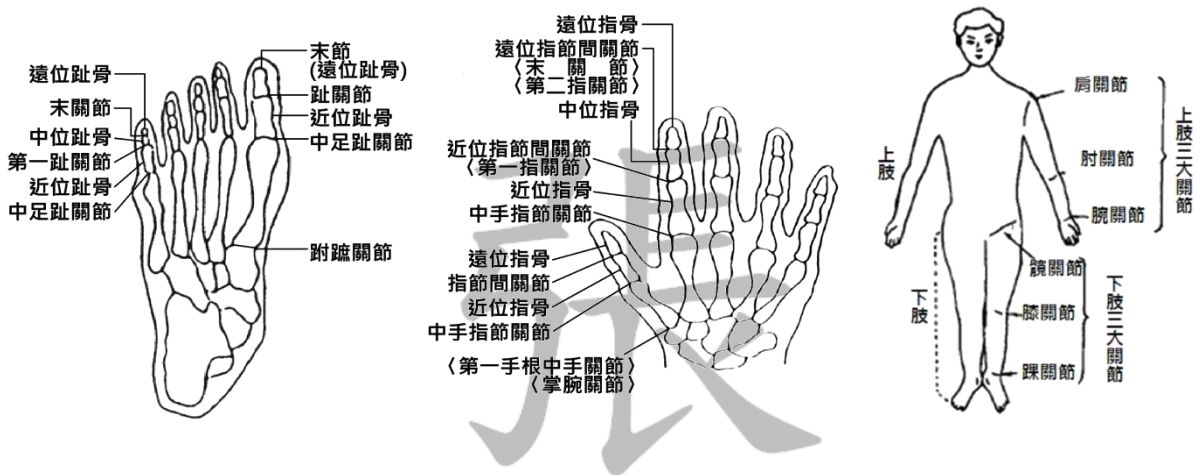 遠位趾骨
末關節
中位趾骨
第一趾關節
近位趾骨
中足趾關節
末節
(遠位趾骨)
趾關節
近位趾骨
中足趾關節
跗蹠關節
遠位指骨
遠位指節間關節
〈末關節〉
〈第二指關節〉
中位指骨
近位指節間關節
〈第一指關節〉
近位指骨
中手指節關節
遠位指骨
指節間關節
近位指骨
中手指節關節
〈第一手根中手關節〉
〈掌腕關節〉
張
上肢
下肢
肩關節
肘關節
腕關節
上肢三大關節
髖關節
膝關節
踝關節
下肢三大關節